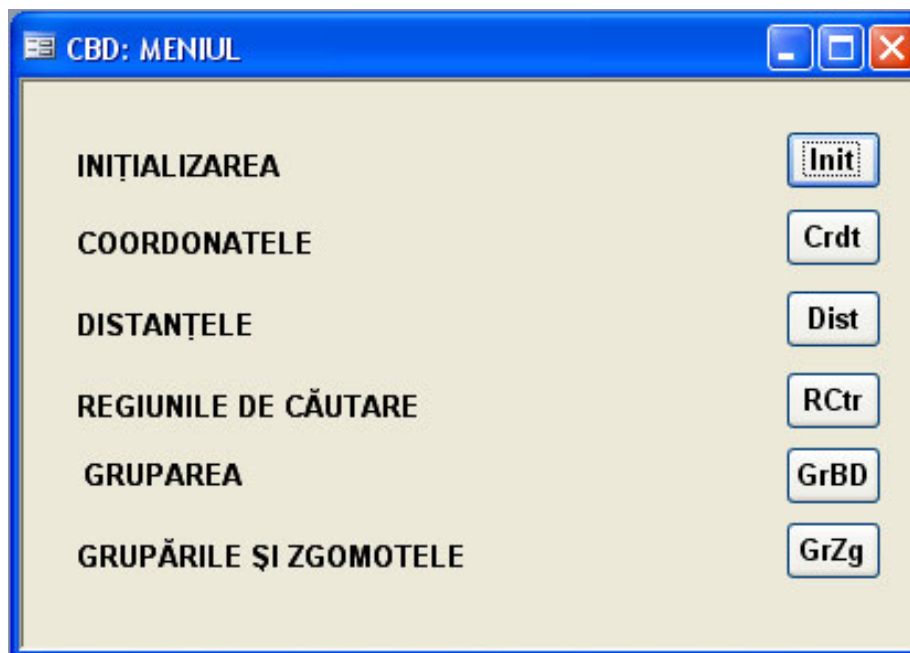 CBD: MENIUL
INIȚIALIZAREA Init
COORDONATELE Crdt
DISTANȚELE Dist
REGIUNILE DE CĂUTARE RCtr
GRUPAREA GrBD
GRUPĂRILE ȘI ZGOMOTELE GrZg